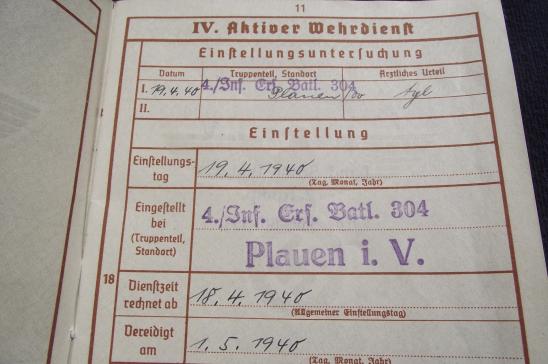 11
IV. Aktiver Wehrdienst
Einstellungsuntersuchung
Datum Truppenteil, Standort Ärztliches Urteil
I. 19.4.40 4./Inf. Ers. Batl. 304
Plauen
II.
Einstellung
Einstellungs-
tag
19. 4. 1940
(Tag, Monat, Jahr)
Eingestellt
bei
(Truppenteil,
Standort)
4./Inf. Ers. Batl. 304
Plauen i. V.
18
Dienstzeit
rechnet ab
18. 4. 1940
(Allgemeiner Einstellungstag)
Vereidigt
am
1. 5. 1940
(Tag, Monat, Jahr)